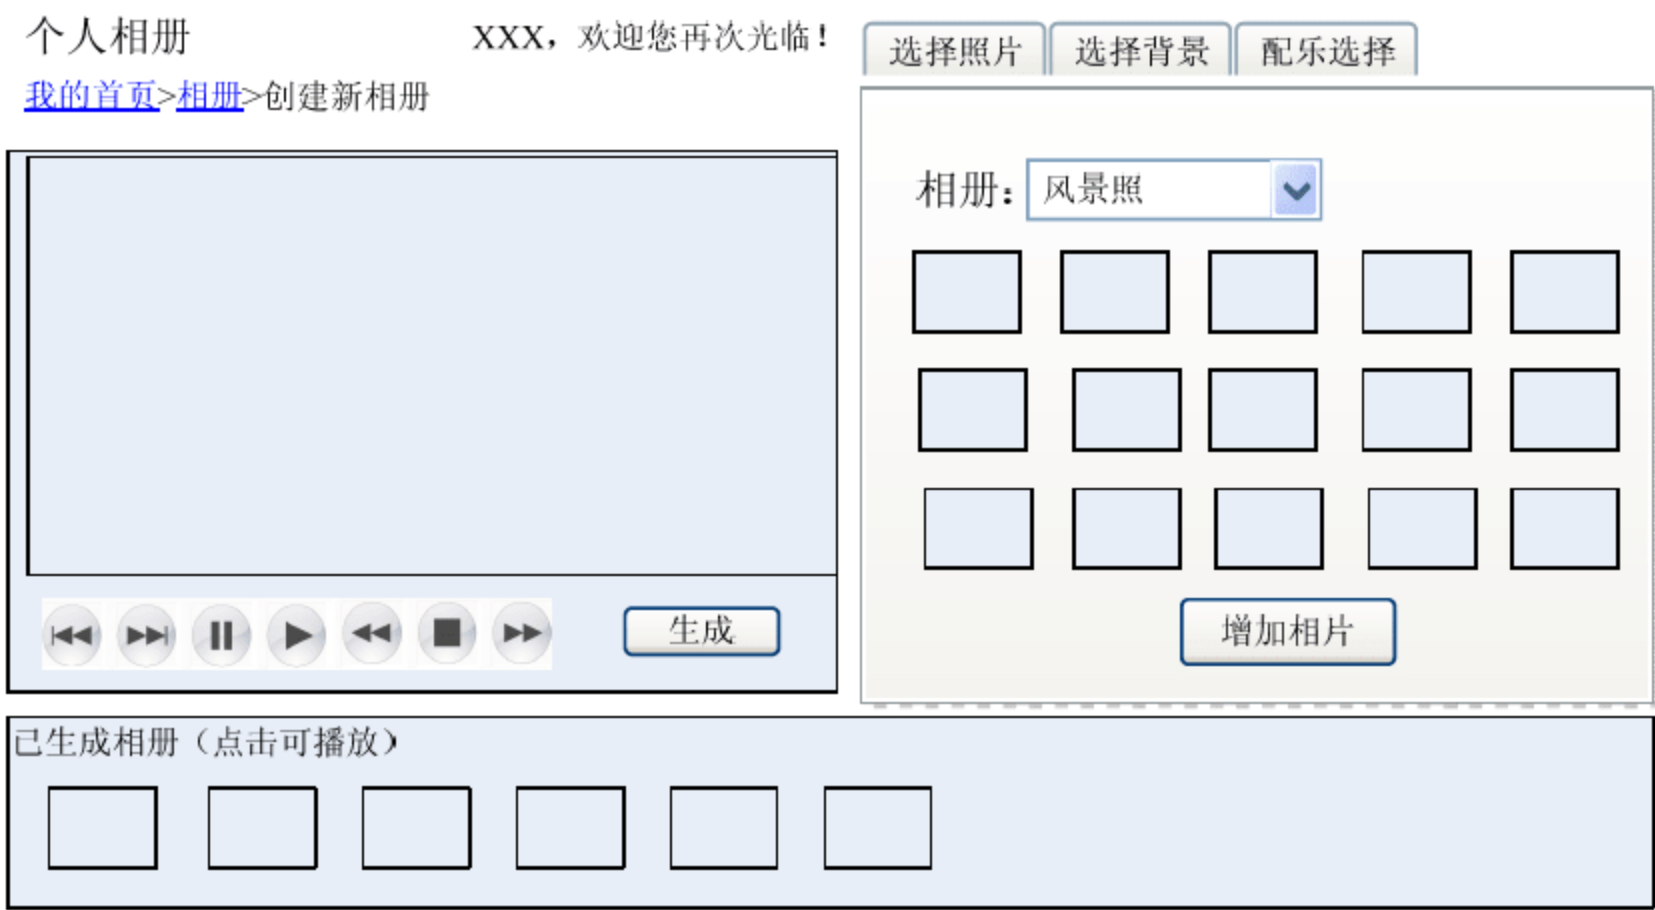 个人相册
XXX，欢迎您再次光临！
我的首页>相册>创建新相册
选择照片
选择背景
配乐选择
相册：
风景照
生成
增加相片
已生成相册（点击可播放）